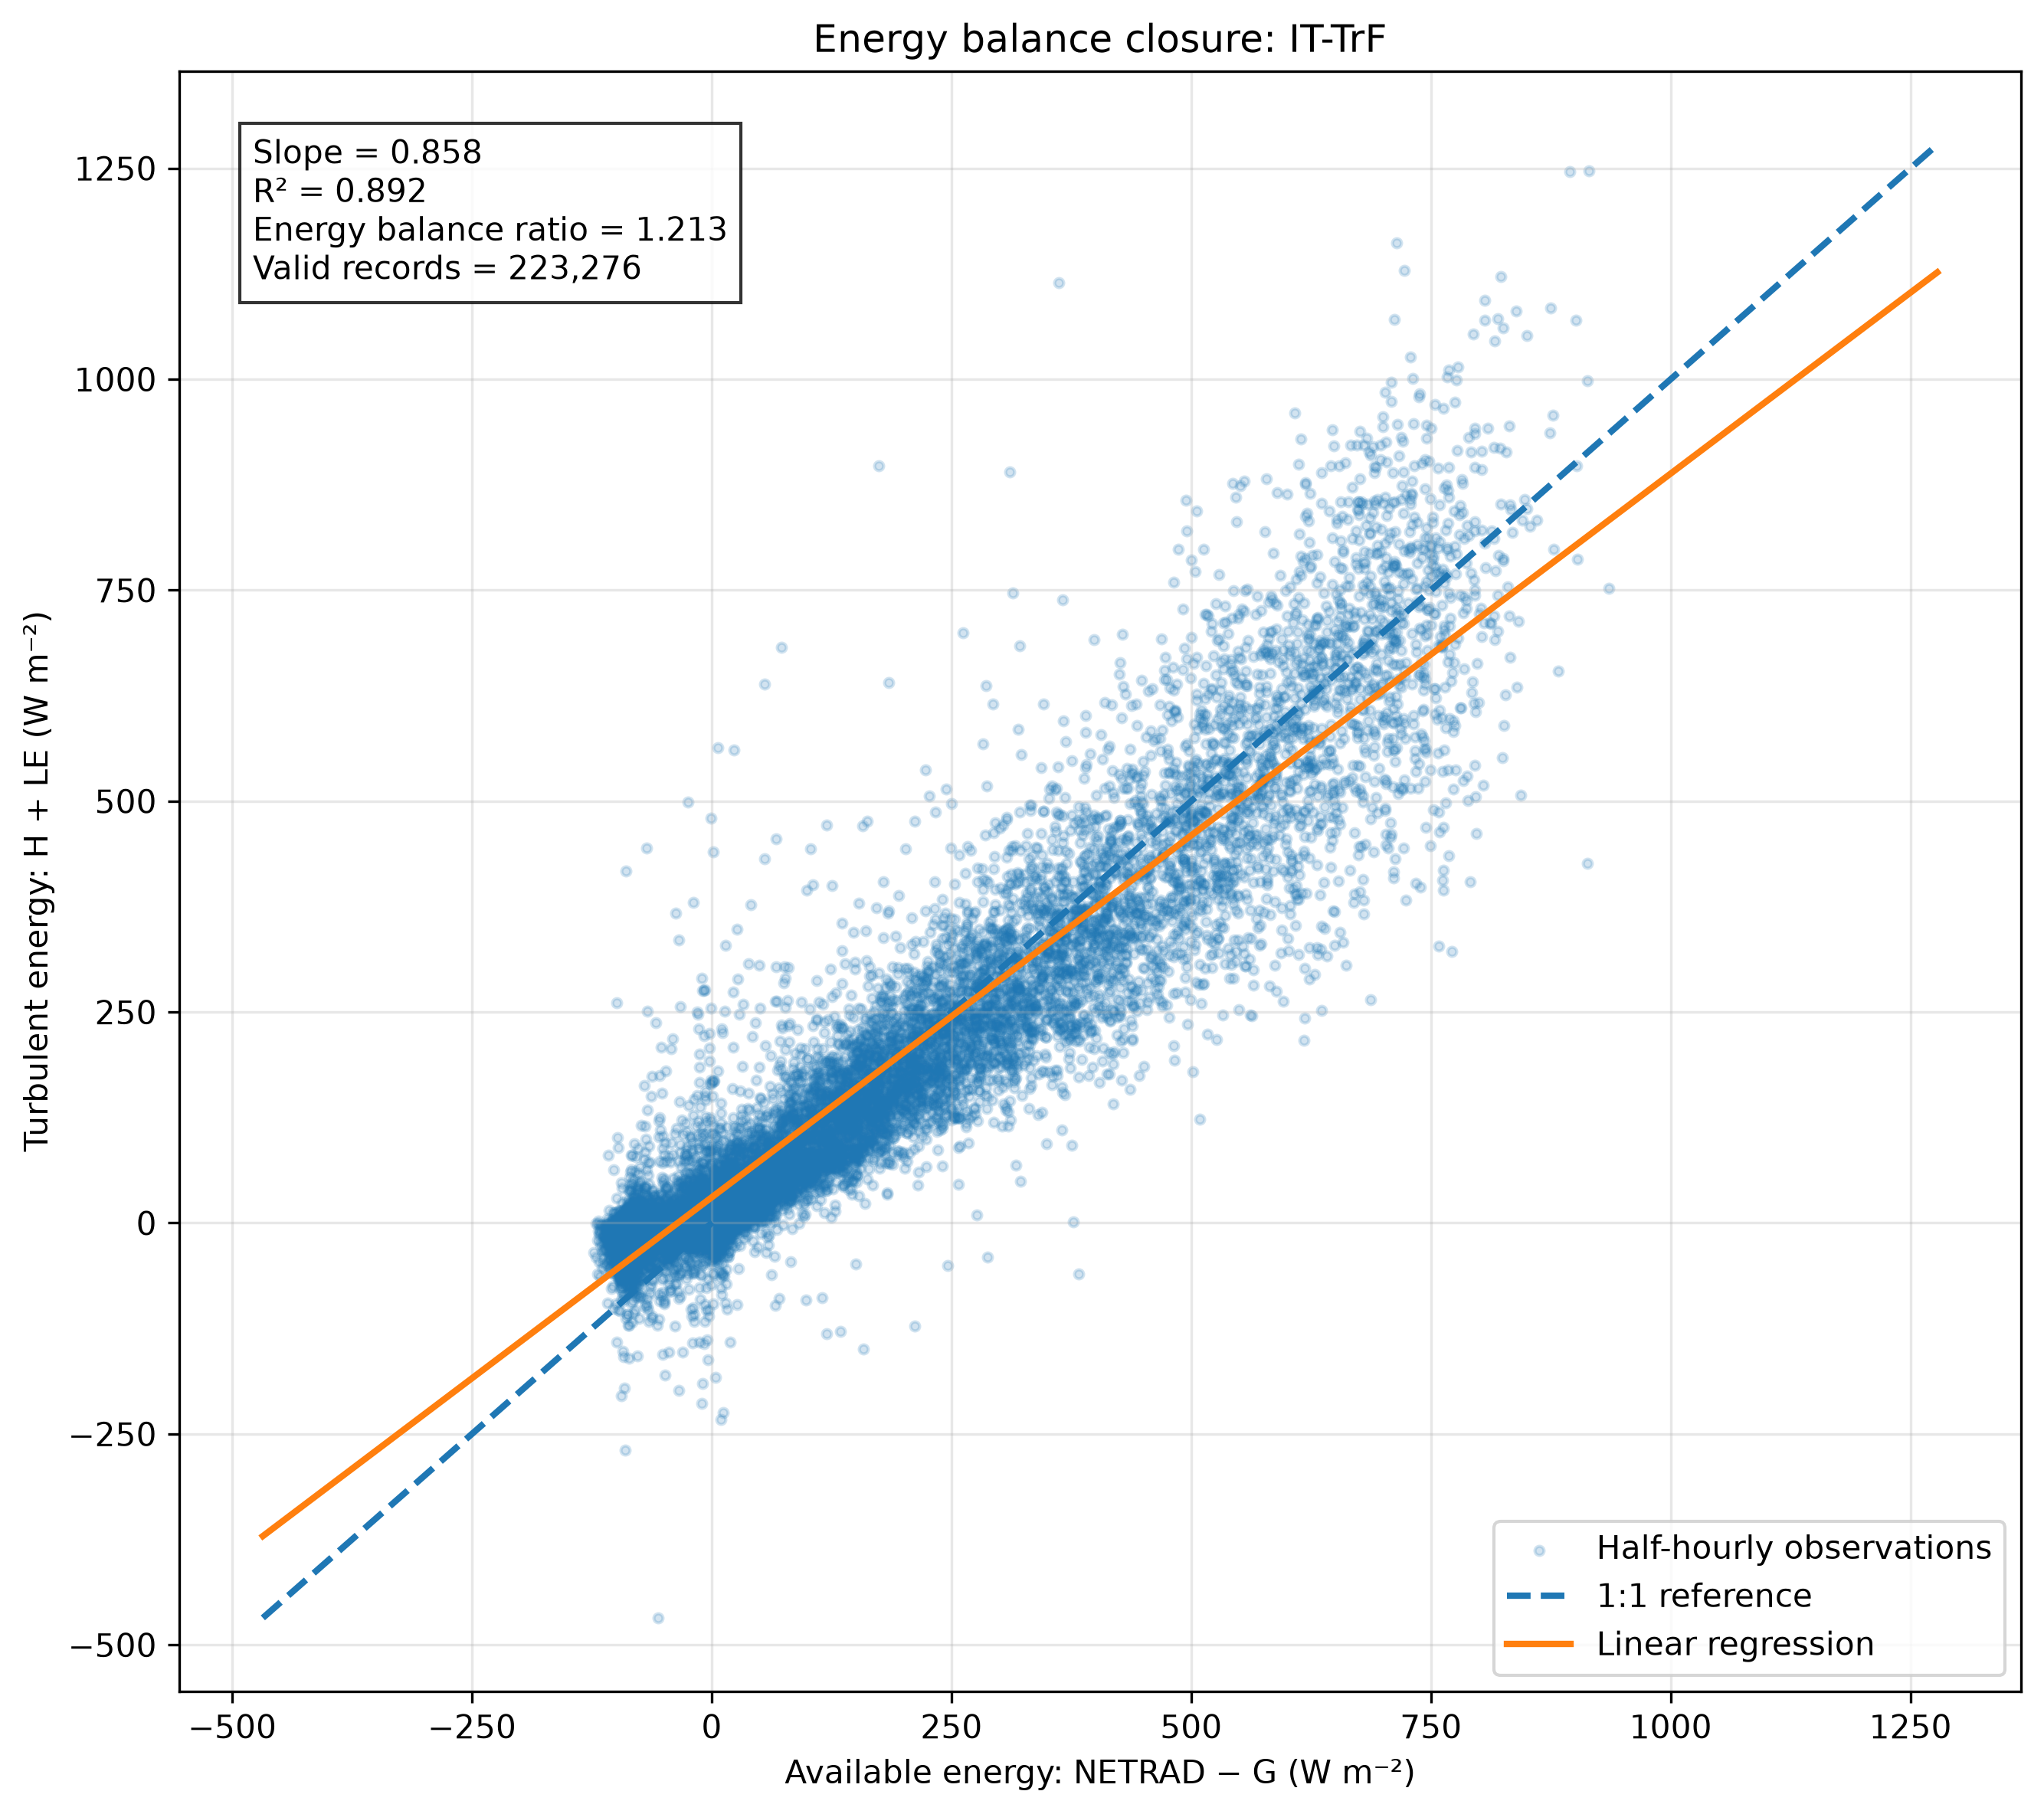 Energy balance closure: IT-TrF
Slope = 0.858
R² = 0.892
Energy balance ratio = 1.213
Valid records = 223,276
1250
1000
750
500
250
0
−250
−500
Turbulent energy: H + LE (W m⁻²)
Half-hourly observations
1:1 reference
Linear regression
−500 −250 0 250 500 750 1000 1250
Available energy: NETRAD − G (W m⁻²)